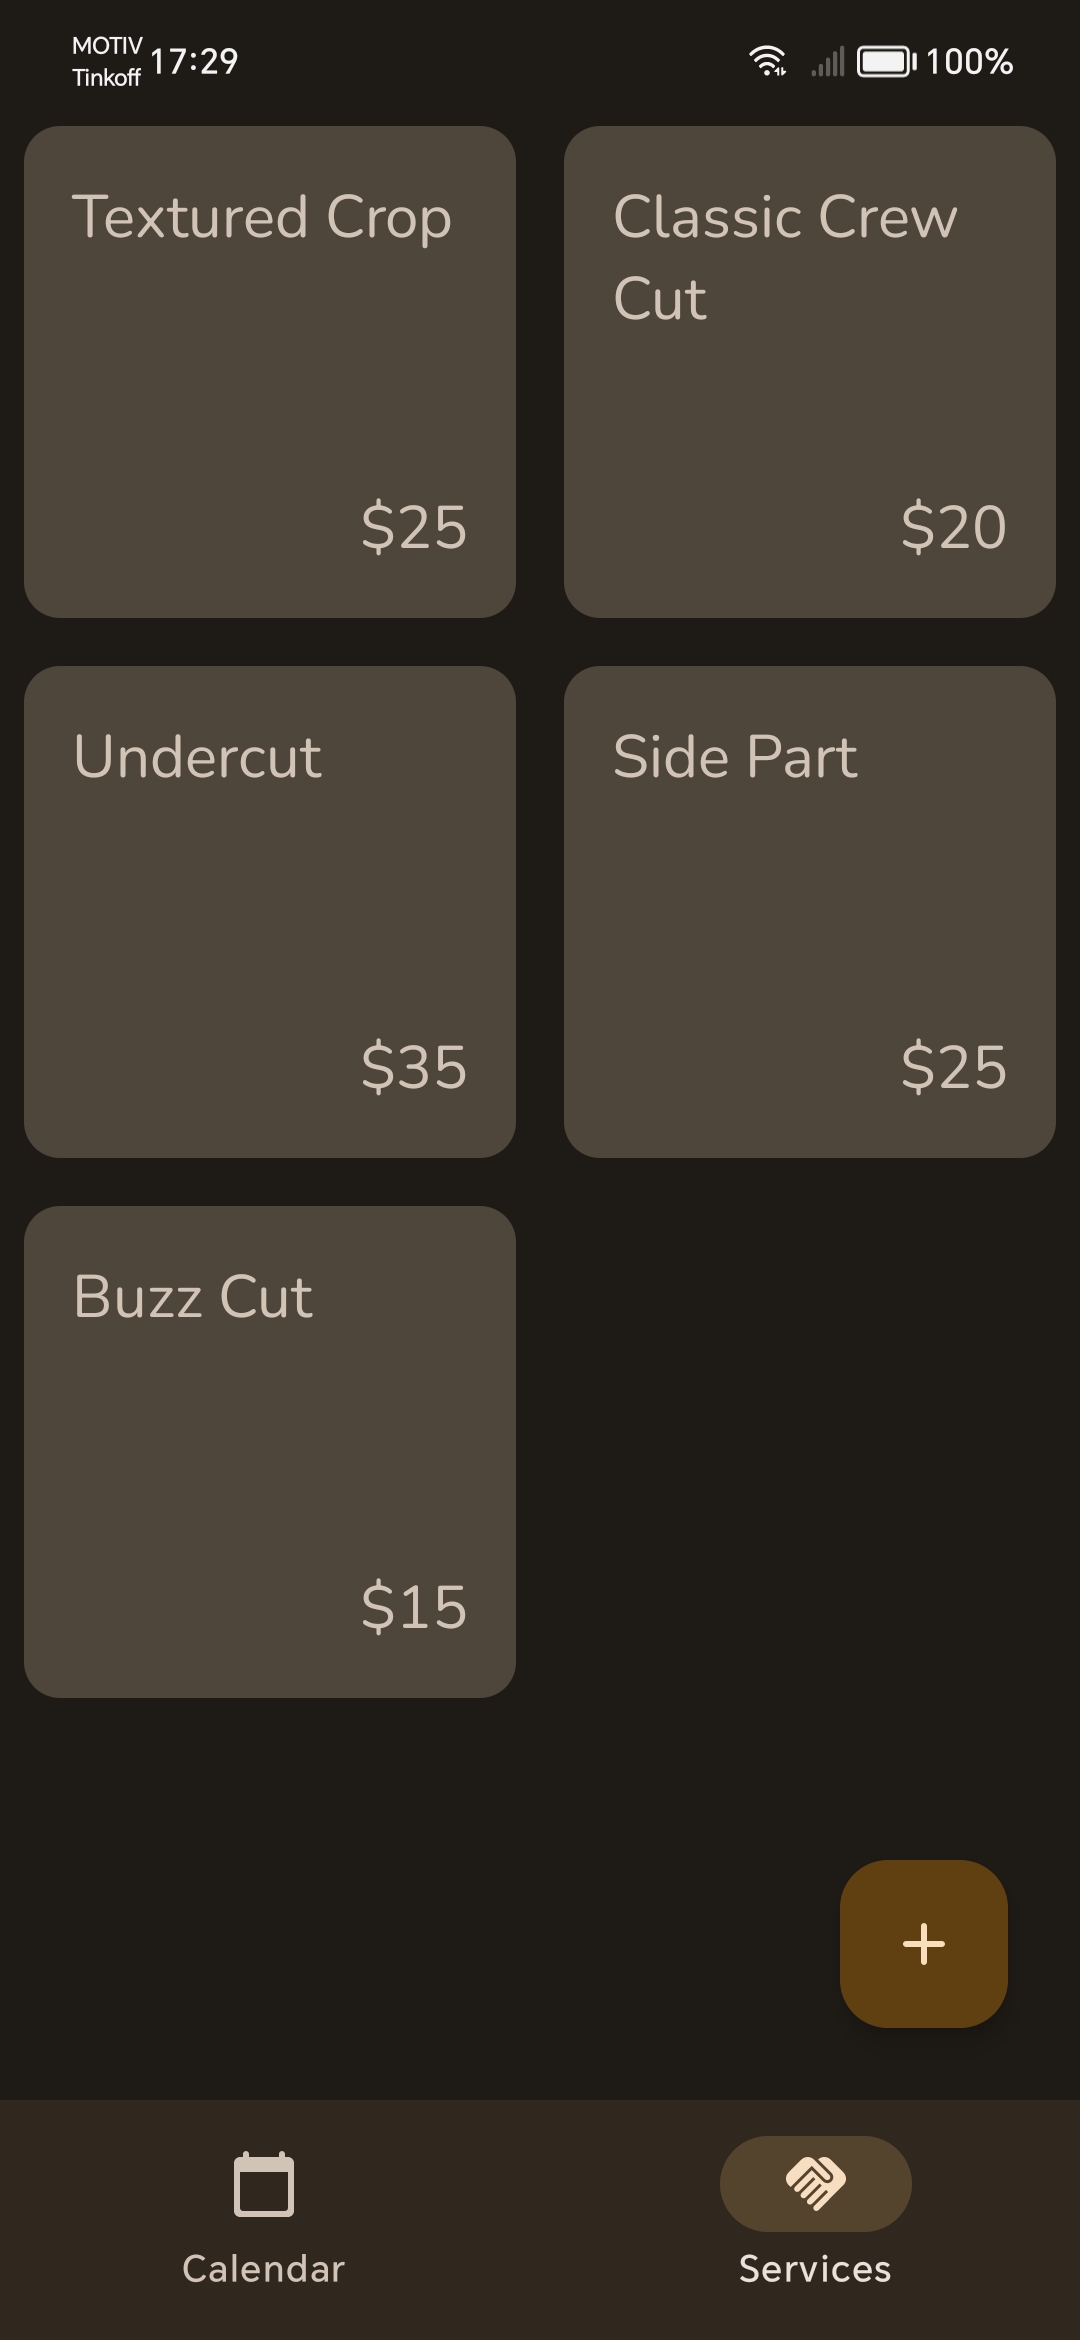 MOTIV
Tinkoff
17:29
100%
Textured Crop
$25
Classic Crew
Cut
$20
Undercut
$35
Side Part
$25
Buzz Cut
$15
Calendar
Services